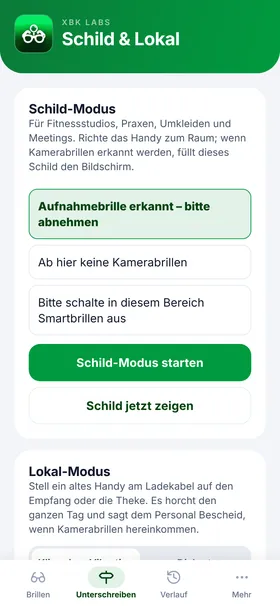 XBK LABS
Schild & Lokal
Schild-Modus
Für Fitnessstudios, Praxen, Umkleiden und
Meetings. Richte das Handy zum Raum; wenn
Kamerabrillen erkannt werden, füllt dieses
Schild den Bildschirm.
Aufnahmebrille erkannt – bitte
abnehmen
Ab hier keine Kamerabrillen
Bitte schalte in diesem Bereich
Smartbrillen aus
Schild-Modus starten
Schild jetzt zeigen
Lokal-Modus
Stell ein altes Handy am Ladekabel auf den
Empfang oder die Theke. Es horcht den
ganzen Tag und sagt dem Personal Bescheid,
wenn Kamerabrillen hereinkommen.
Brillen
Unterschreiben
Verlauf
Mehr